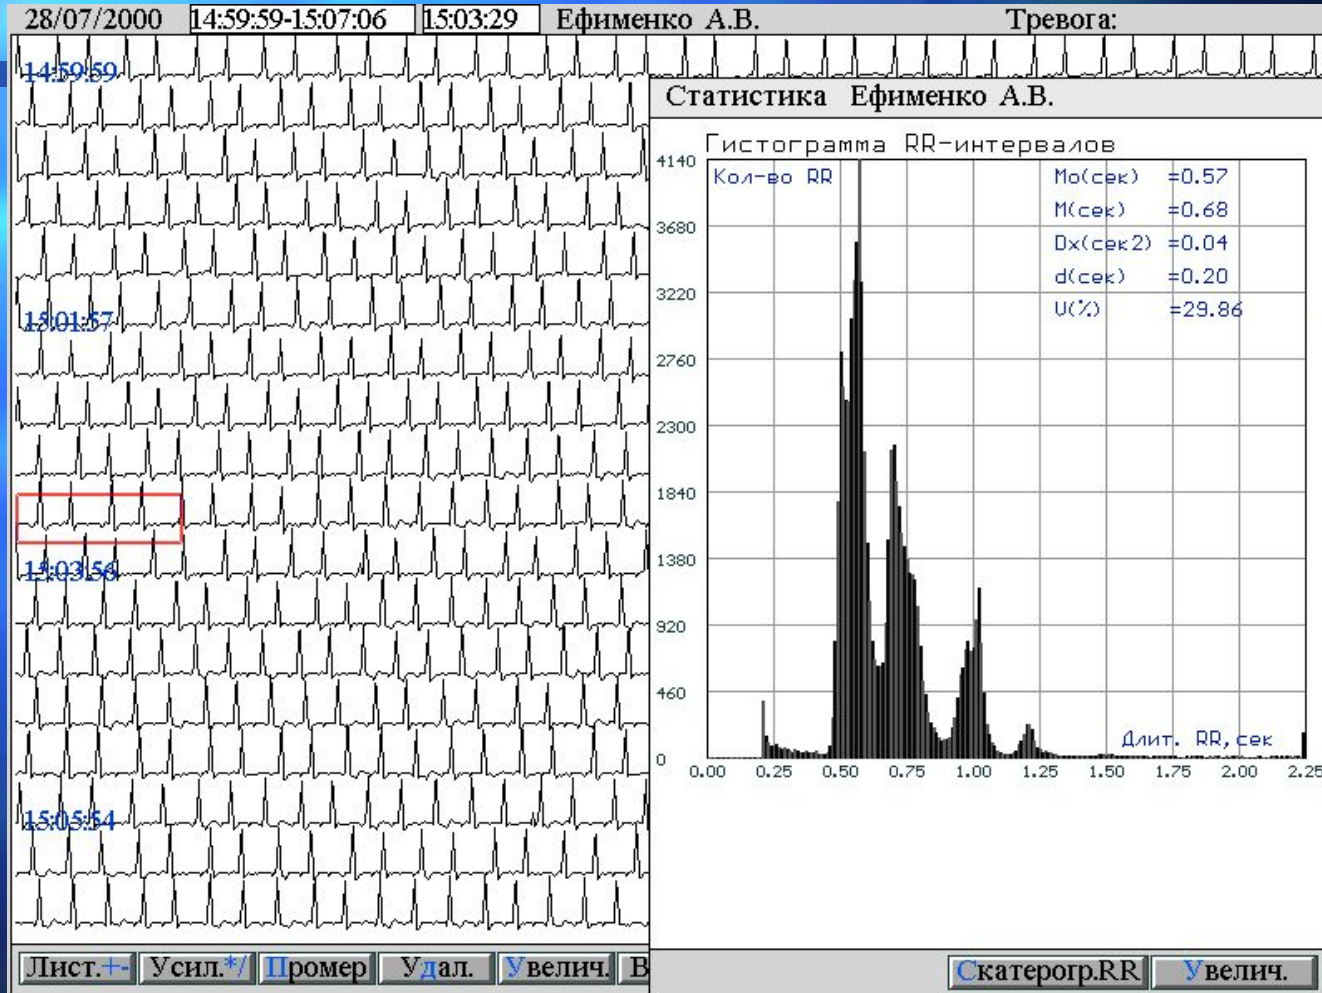 28/07/2000 14:59:59-15:07:06 15:03:29 Ефименко А.В. Тревога:
14:59:59
15:01:57
15:03:56
15:05:54
Статистика Ефименко А.В.
Гистограмма RR-интервалов
Кол-во RR
Mo(сек) =0.57
M(сек) =0.68
Dx(сек2) =0.04
d(сек) =0.20
U(%) =29.86
4140
3680
3220
2760
2300
1840
1380
920
460
0
Длит. RR,сек
0.00 0.25 0.50 0.75 1.00 1.25 1.50 1.75 2.00 2.25
Лист.+- Усил.*/ Промер Удал. Увелич. В
Скатерогр.RR Увелич.